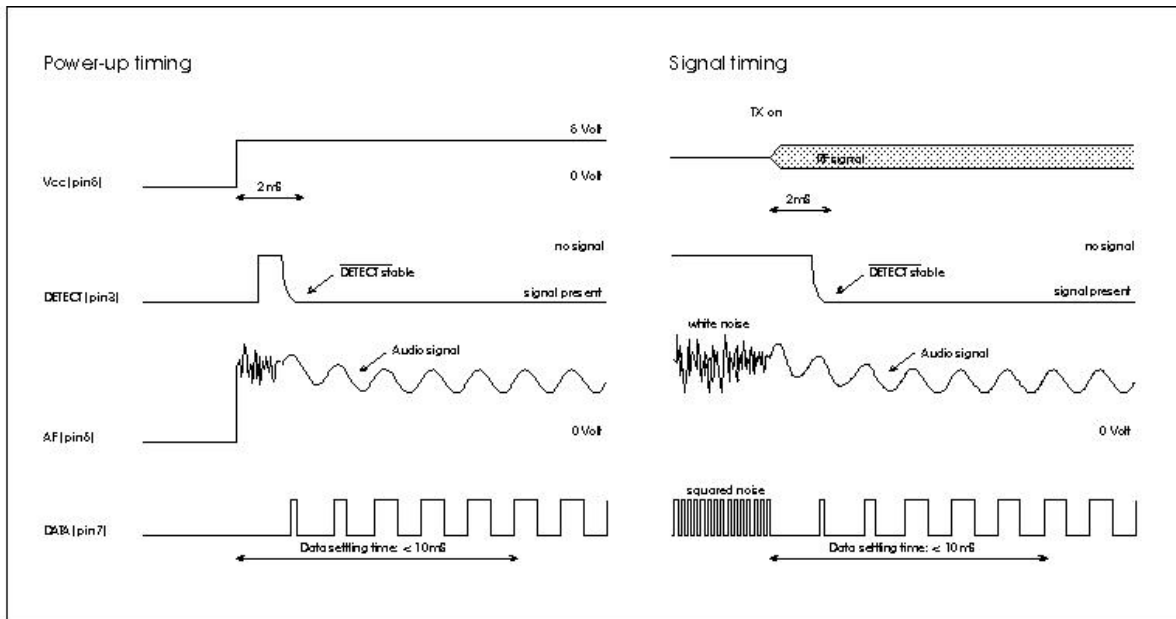 Power-up timing
Vcc (pin6)
6 Volt
0 Volt
2mS
DETECT (pin3)
no signal
DETECT stable
signal present
AF (pin6)
Audio signal
0 Volt
DATA (pin7)
Data settling time: < 10mS
Signal timing
TX on
RF signal
2mS
no signal
DETECT stable
signal present
white noise
Audio signal
0 Volt
squared noise
Data settling time: < 10mS